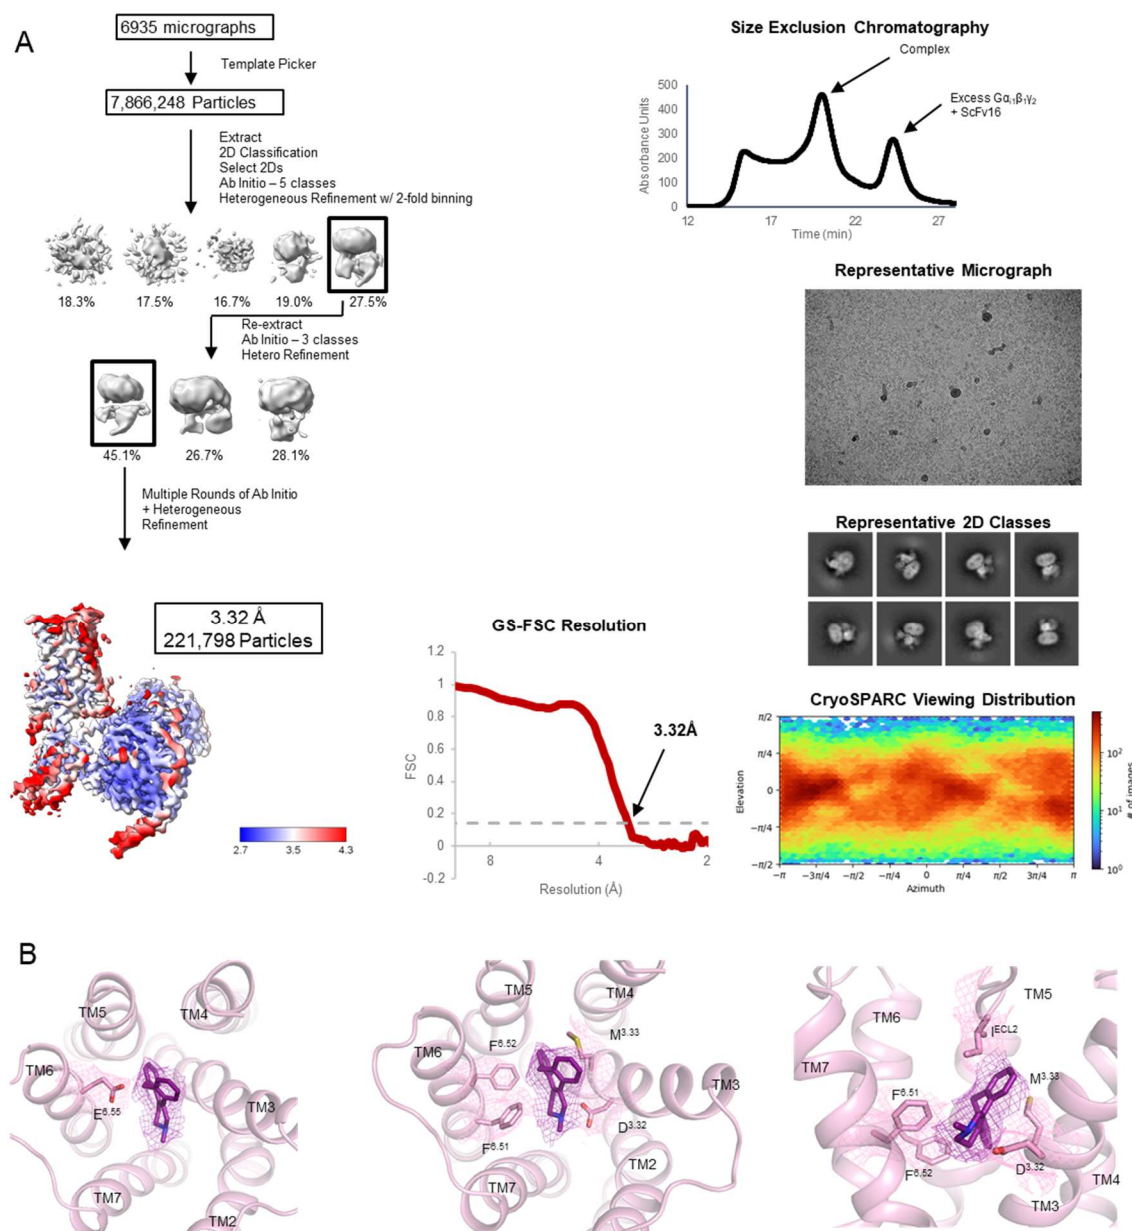 A
6935 micrographs
Template Picker
7,866,248 Particles
Extract
2D Classification
Select 2Ds
Ab Initio – 5 classes
Heterogeneous Refinement w/ 2-fold binning
18.3%
17.5%
16.7%
19.0%
27.5%
Re-extract
Ab Initio – 3 classes
Hetero Refinement
45.1%
26.7%
28.1%
Multiple Rounds of Ab Initio
+ Heterogeneous
Refinement
3.32 Å
221,798 Particles
2.7
3.5
4.3
GS-FSC Resolution
1.2
1
0.8
0.6
0.4
0.2
0
-0.2
FSC
3.32Å
8
4
2
Resolution (Å)
Size Exclusion Chromatography
Complex
Excess Gαᵢ₁β₁γ₂
+ ScFv16
500
400
300
200
100
0
Absorbance Units
12
17
22
27
Time (min)
Representative Micrograph
Representative 2D Classes
CryoSPARC Viewing Distribution
π/2
π/4
0
−π/4
−π/2
Elevation
−π
−3π/4
−π/2
−π/4
0
π/4
π/2
3π/4
π
Azimuth
10²
10¹
10⁰
# of images
B
TM5
TM4
TM6
E⁶·⁵⁵
TM3
TM7
TM2
TM5
TM4
F⁶·⁵²
M³·³³
TM6
TM3
F⁶·⁵¹
D³·³²
TM2
TM7
TM5
TM6
Iᴱᶜᴸ²
TM7
M³·³³
F⁶·⁵¹
F⁶·⁵²
D³·³²
TM4
TM3